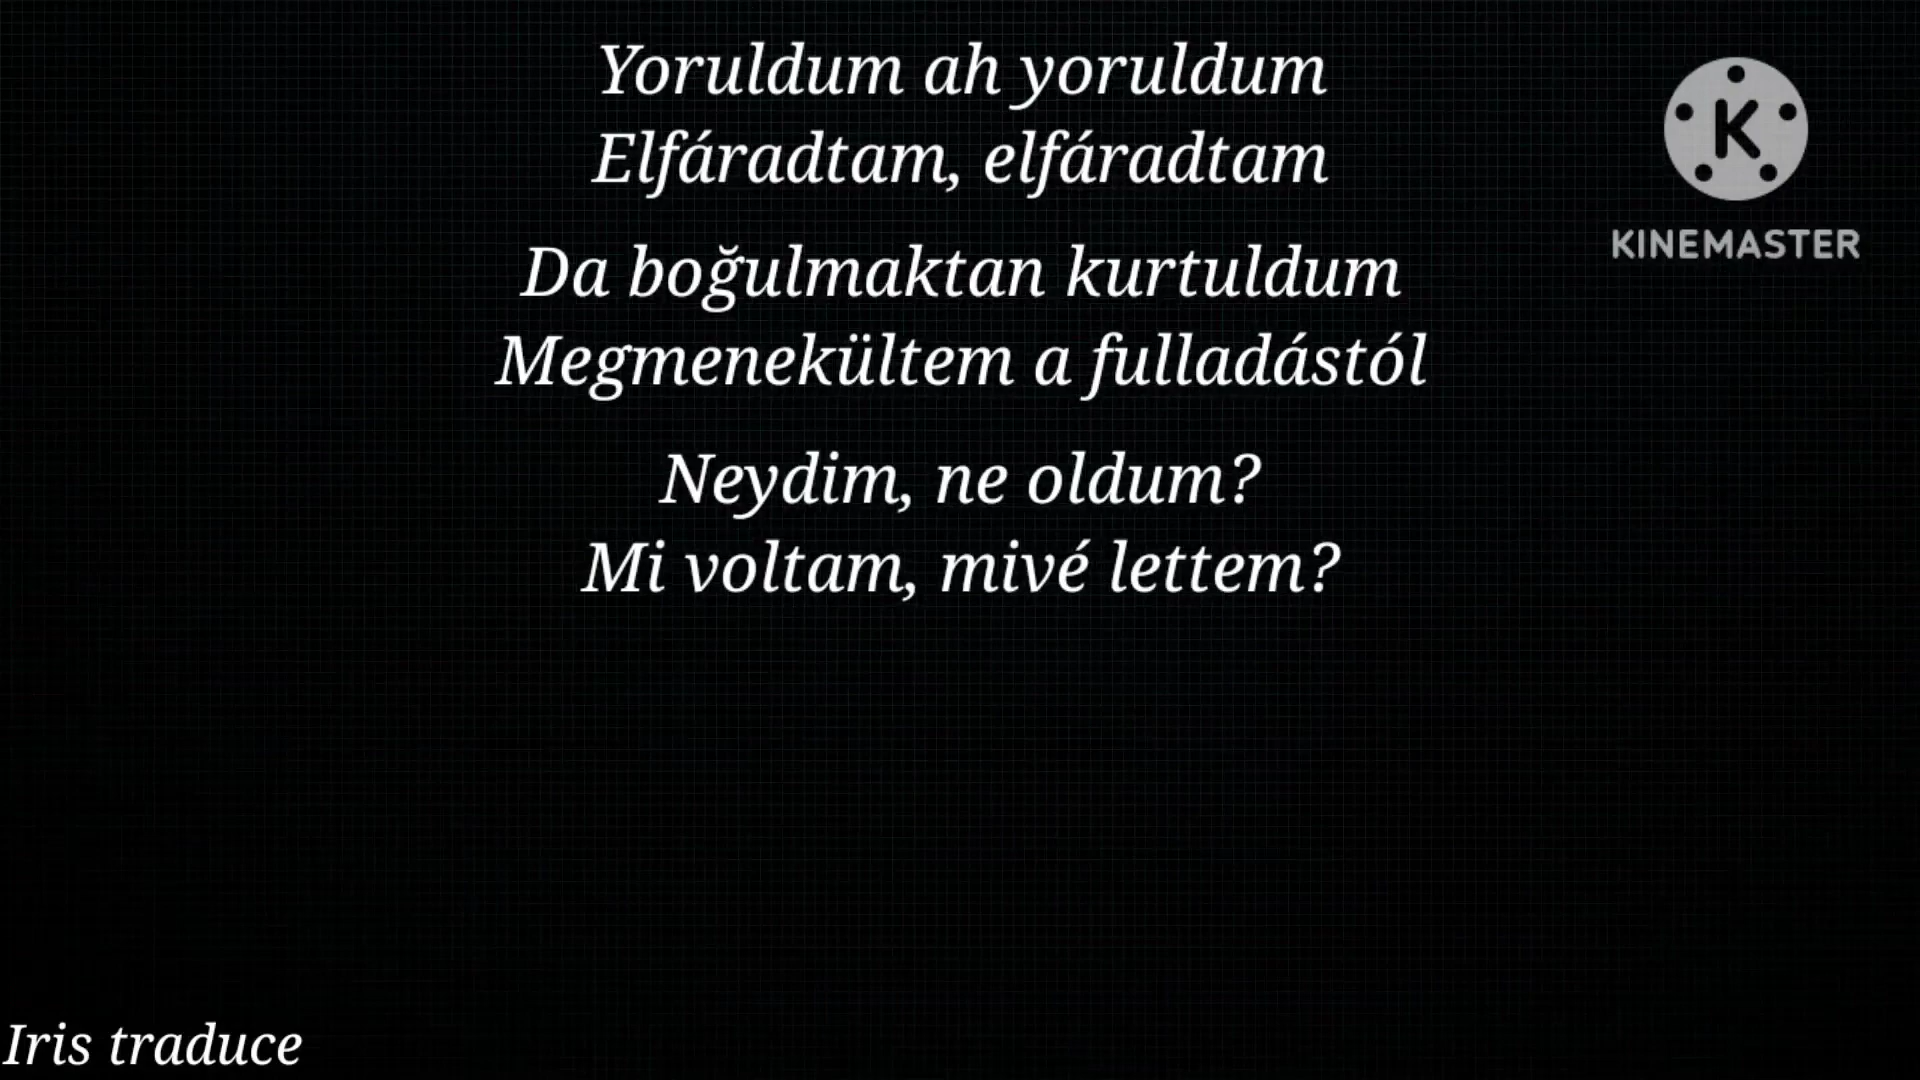 Yoruldum ah yoruldum
Elfáradtam, elfáradtam
Da boğulmaktan kurtuldum
Megmenekültem a fulladástól
Neydim, ne oldum?
Mi voltam, mivé lettem?
K
KINEMASTER
Iris traduce